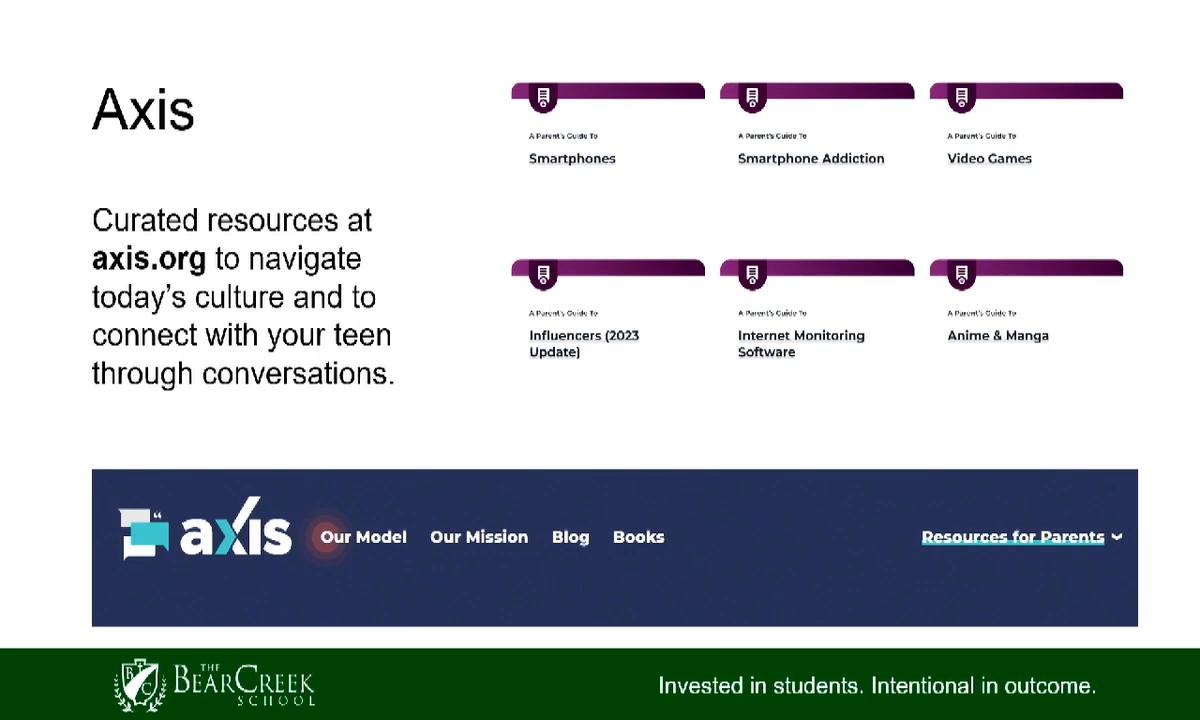 Axis
Curated resources at
axis.org to navigate
today's culture and to
connect with your teen
through conversations.
A Parent's Guide To
Smartphones
A Parent's Guide To
Smartphone Addiction
A Parent's Guide To
Video Games
A Parent's Guide To
Influencers (2023
Update)
A Parent's Guide To
Internet Monitoring
Software
A Parent's Guide To
Anime & Manga
axis
Our Model
Our Mission
Blog
Books
Resources for Parents
B C
THE
BEAR CREEK
SCHOOL
Invested in students. Intentional in outcome.